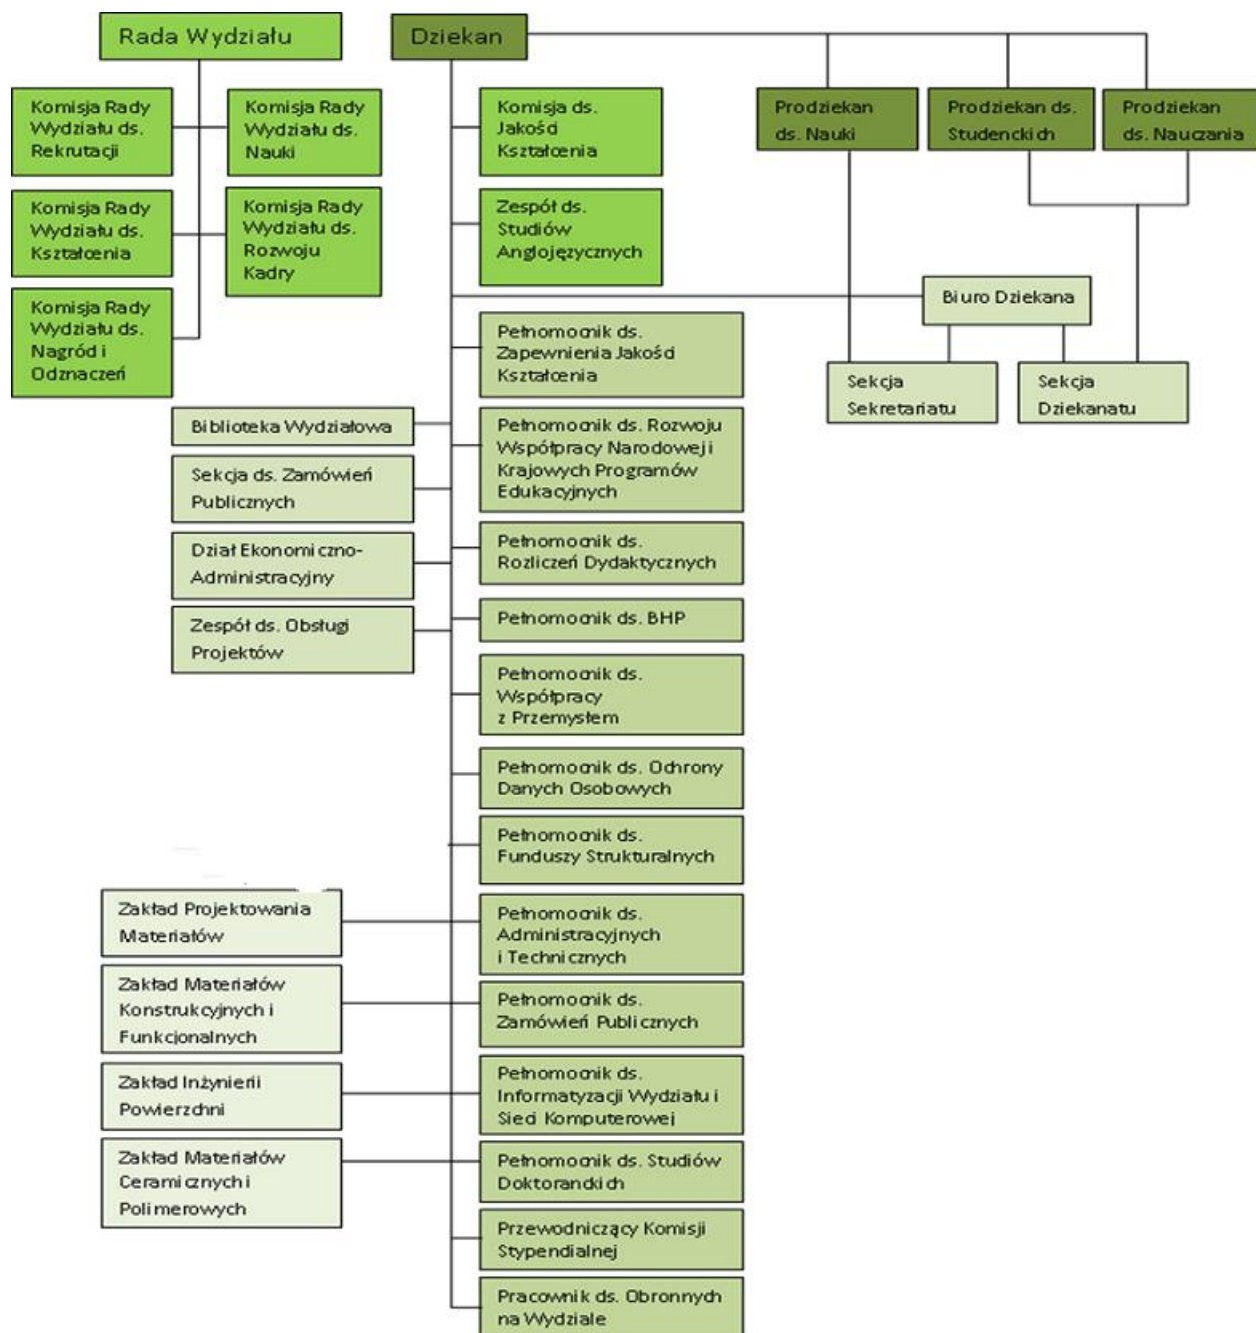 Rada Wydziału
Komisja Rady
Wydziału ds.
Rekrutacji
Komisja Rady
Wydziału ds.
Nauki
Komisja Rady
Wydziału ds.
Kształcenia
Komisja Rady
Wydziału ds.
Rozwoju
Kadry
Komisja Rady
Wydziału ds.
Nagród i
Odznaczeń
Dziekan
Komisja ds.
Jakości
Kształcenia
Zespół ds.
Studiów
Anglojęzycznych
Prodziekan
ds. Nauki
Prodziekan ds.
Studenckich
Prodziekan
ds. Nauczania
Biuro Dziekana
Sekcja
Sekretariatu
Sekcja
Dziekanatu
Pełnomocnik ds.
Zapewnienia Jakości
Kształcenia
Pełnomocnik ds. Rozwoju
Współpracy Narodowej i
Krajowych Programów
Edukacyjnych
Pełnomocnik ds.
Rozliczeń Dydaktycznych
Pełnomocnik ds. BHP
Pełnomocnik ds.
Współpracy
z Przemysłem
Pełnomocnik ds. Ochrony
Danych Osobowych
Pełnomocnik ds.
Funduszy Strukturalnych
Pełnomocnik ds.
Administracyjnych
i Technicznych
Pełnomocnik ds.
Zamówień Publicznych
Pełnomocnik ds.
Informatyzacji Wydziału i
Sieci Komputerowej
Pełnomocnik ds. Studiów
Doktoranckich
Przewodniczący Komisji
Stypendialnej
Pracownik ds. Obronnych
na Wydziale
Biblioteka Wydziałowa
Sekcja ds. Zamówień
Publicznych
Dział Ekonomiczno-
Administracyjny
Zespół ds. Obsługi
Projektów
Zakład Projektowania
Materiałów
Zakład Materiałów
Konstrukcyjnych i
Funkcjonalnych
Zakład Inżynierii
Powierzchni
Zakład Materiałów
Ceramicznych i
Polimerowych